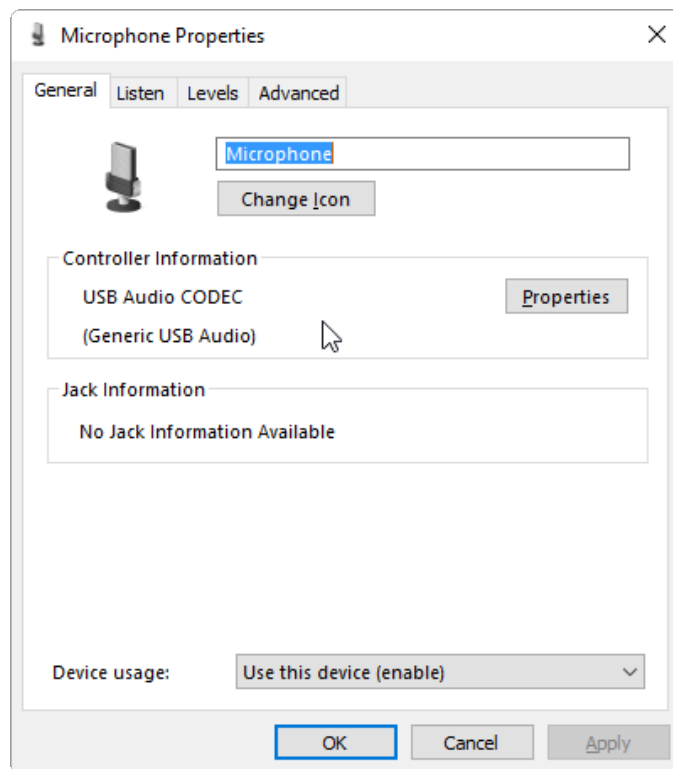 Microphone Properties
General Listen Levels Advanced
Microphone
Change Icon
Controller Information
USB Audio CODEC Properties
(Generic USB Audio)
Jack Information
No Jack Information Available
Device usage: Use this device (enable)
OK Cancel Apply